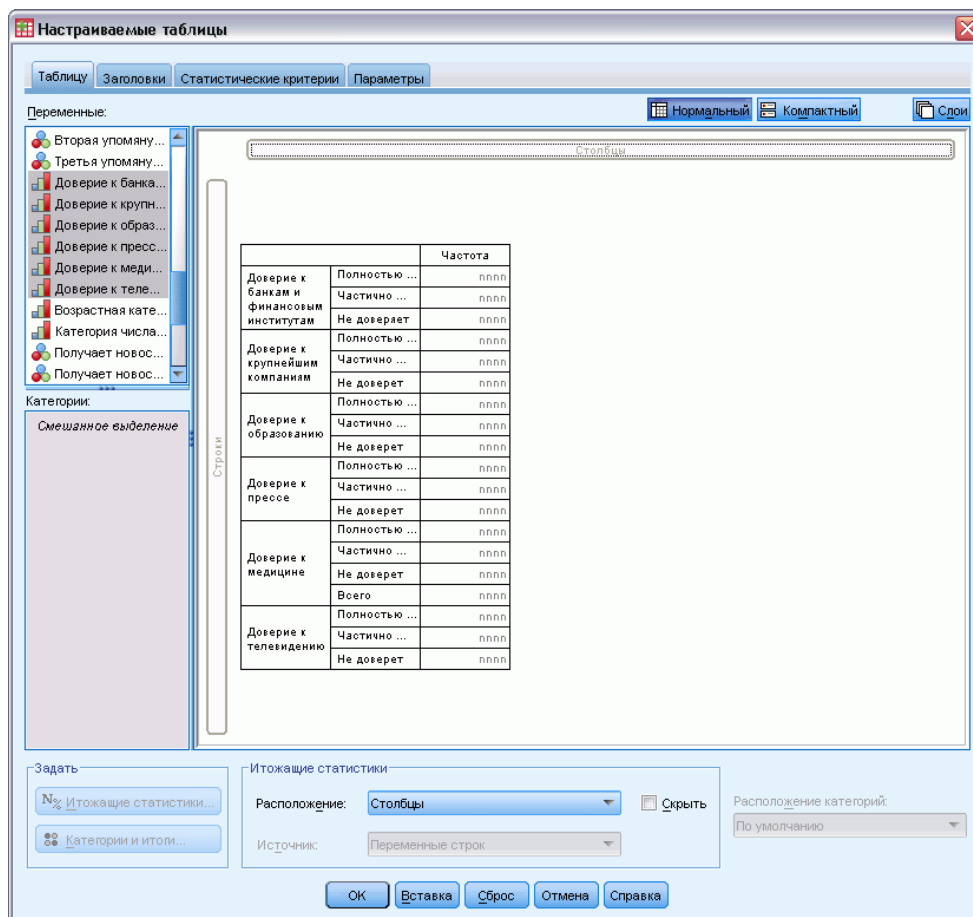 Настраиваемые таблицы
Таблицу Заголовки Статистические критерии Параметры
Переменные:
Нормальный Компактный Слои
Вторая упомяну...
Третья упомяну...
Доверие к банка...
Доверие к крупн...
Доверие к образ...
Доверие к пресс...
Доверие к меди...
Доверие к теле...
Возрастная кате...
Категория числа...
Получает новос...
Получает новос...
Категории:
Смешанное выделение
Столбцы
Строки
Частота
Доверие к банкам и финансовым институтам
Полностью ... nnnn
Частично ... nnnn
Не доверяет nnnn
Доверие к крупнейшим компаниям
Полностью ... nnnn
Частично ... nnnn
Не доверет nnnn
Доверие к образованию
Полностью ... nnnn
Частично ... nnnn
Не доверет nnnn
Доверие к прессе
Полностью ... nnnn
Частично ... nnnn
Не доверет nnnn
Доверие к медицине
Полностью ... nnnn
Частично ... nnnn
Не доверет nnnn
Всего nnnn
Доверие к телевидению
Полностью ... nnnn
Частично ... nnnn
Не доверет nnnn
Задать
N% Итожащие статистики...
Категории и итоги...
Итожащие статистики
Расположение: Столбцы Скрыть
Источник: Переменные строк
Расположение категорий:
По умолчанию
OK Вставка Сброс Отмена Справка